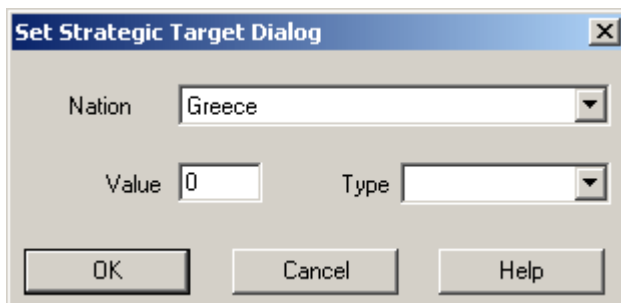 Set Strategic Target Dialog
Nation Greece
Value 0 Type
OK Cancel Help